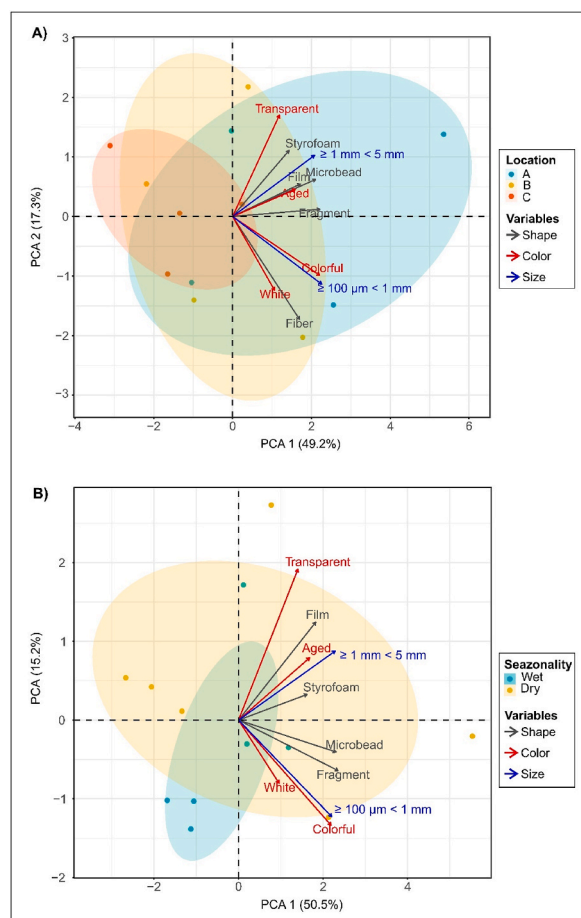 A)
3
2
1
0
−1
−2
−3
PCA 2 (17.3%)
Transparent
Styrofoam
≥ 1 mm < 5 mm
Microbead
Film
Aged
Fragment
Colorful
≥ 100 µm < 1 mm
White
Fiber
−4
−2
0
2
4
6
PCA 1 (49.2%)
Location
A
B
C
Variables
Shape
Color
Size
B)
2
1
0
−1
−2
PCA (15.2%)
Transparent
Film
Aged
≥ 1 mm < 5 mm
Styrofoam
Microbead
Fragment
White
≥ 100 µm < 1 mm
Colorful
−2
0
2
4
6
PCA 1 (50.5%)
Seazonality
Wet
Dry
Variables
Shape
Color
Size